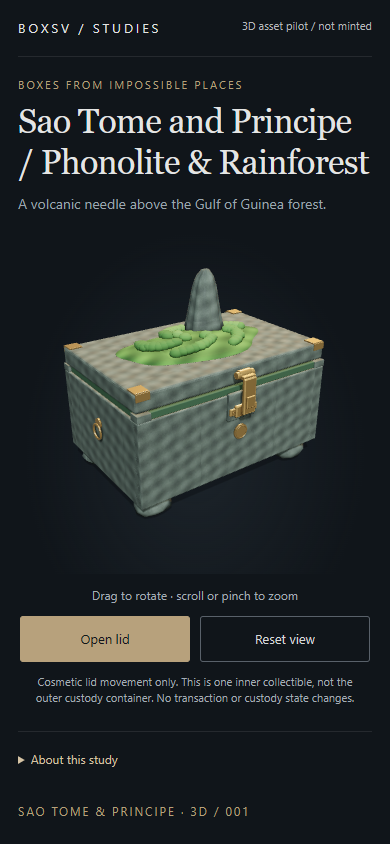 BOXSV / STUDIES
3D asset pilot / not minted
BOXES FROM IMPOSSIBLE PLACES
Sao Tome and Principe
/ Phonolite & Rainforest
A volcanic needle above the Gulf of Guinea forest.
Drag to rotate · scroll or pinch to zoom
Open lid
Reset view
Cosmetic lid movement only. This is one inner collectible, not the
outer custody container. No transaction or custody state changes.
About this study
SAO TOME & PRINCIPE · 3D / 001